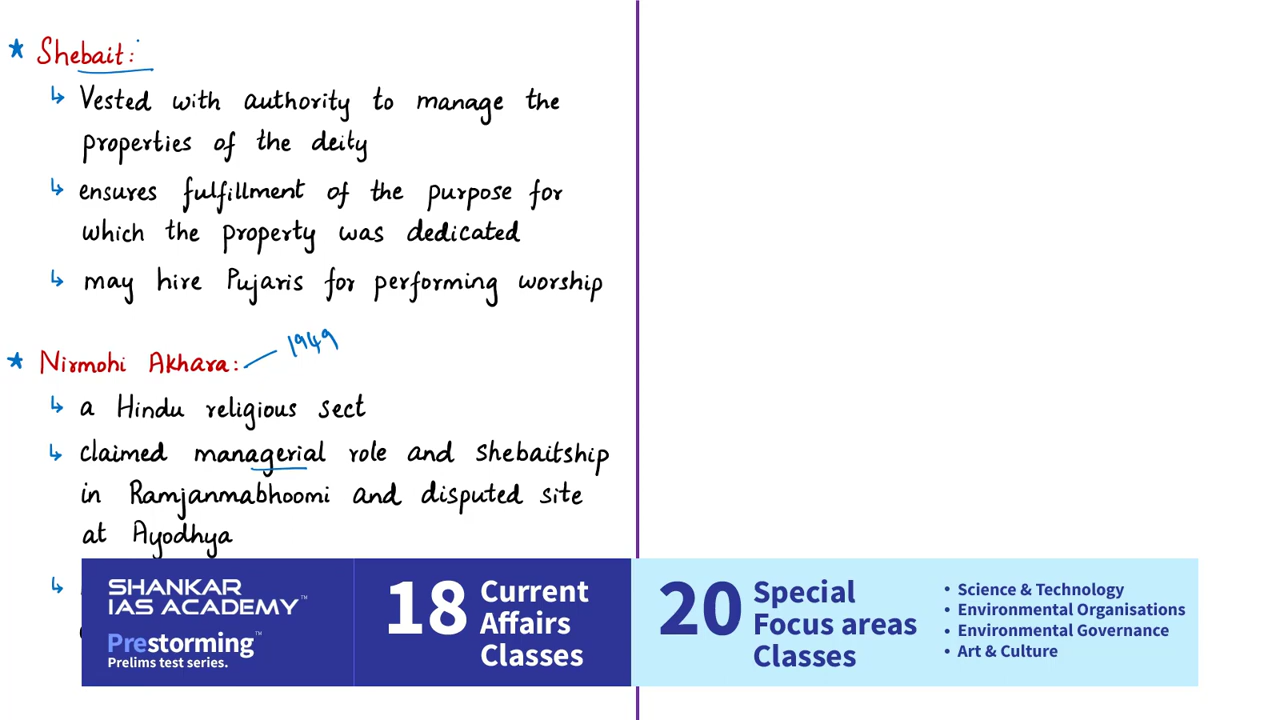 * Shebait:
↳ Vested with authority to manage the
properties of the deity
↳ ensures fulfillment of the purpose for
which the property was dedicated
↳ may hire Pujaris for performing worship
1949
* Nirmohi Akhara:
↳ a Hindu religious sect
↳ claimed managerial role and shebaitship
in Ramjanmabhoomi and disputed site
at Ayodhya
↳
SHANKAR
IAS ACADEMY™
Prestorming™
Prelims test series.
18 Current
Affairs
Classes
20 Special
Focus areas
Classes
• Science & Technology
• Environmental Organisations
• Environmental Governance
• Art & Culture